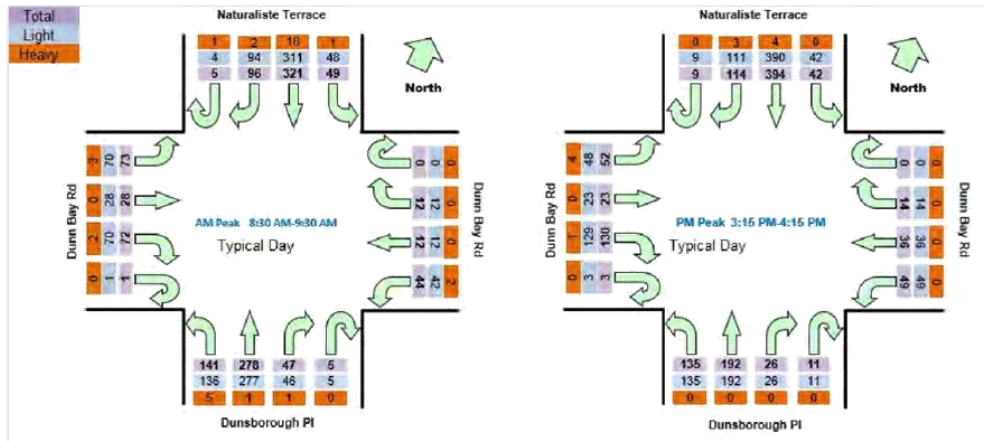 Total
Light
Heavy
Naturaliste Terrace
1 2 10 1
4 94 311 48
5 96 321 49
North
Dunn Bay Rd
3 70 73
0 28 28
2 70 72
0 1 1
AM Peak 8:30 AM-9:30 AM
Typical Day
0 0 0
12 12 0
12 12 0
44 42 2
Dunn Bay Rd
141 278 47 5
136 277 46 5
5 1 1 0
Dunsborough Pl
Naturaliste Terrace
0 3 4 0
9 111 390 42
9 114 394 42
North
Dunn Bay Rd
4 48 52
0 23 23
1 129 130
0 3 3
PM Peak 3:15 PM-4:15 PM
Typical Day
0 0 0
14 14 0
36 36 0
49 49 0
Dunn Bay Rd
135 192 26 11
135 192 26 11
0 0 0 0
Dunsborough Pl